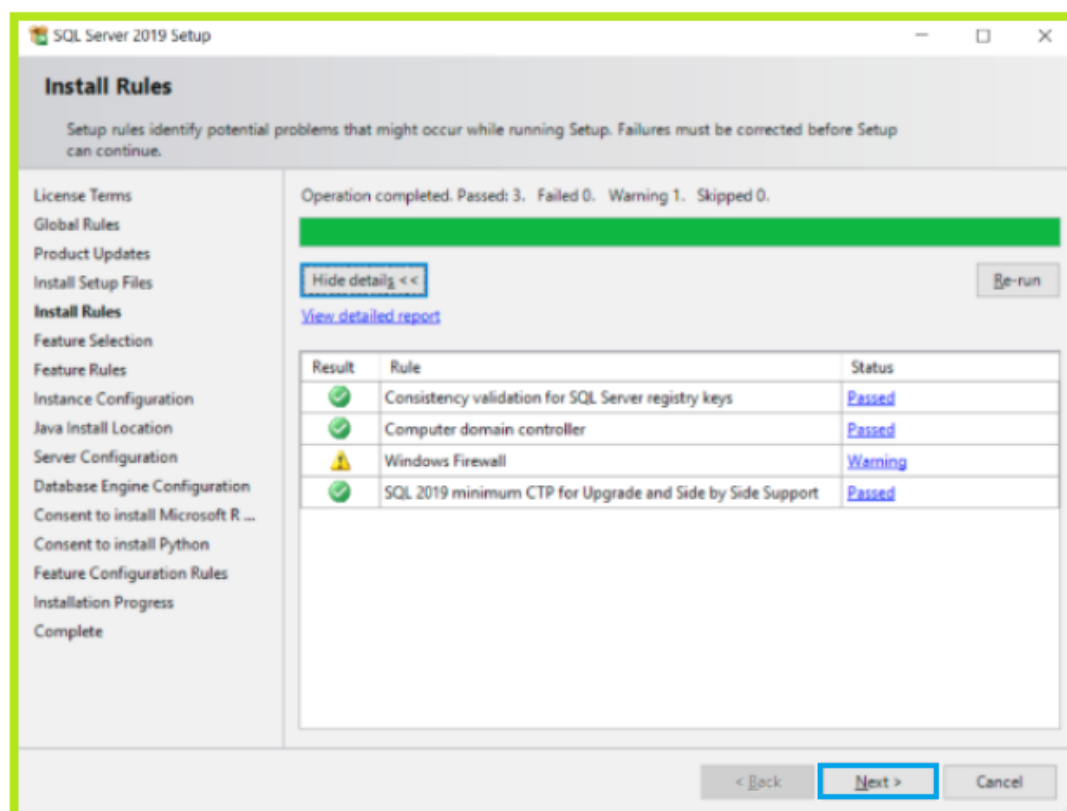 SQL Server 2019 Setup
Install Rules
Setup rules identify potential problems that might occur while running Setup. Failures must be corrected before Setup
can continue.
License Terms
Global Rules
Product Updates
Install Setup Files
Install Rules
Feature Selection
Feature Rules
Instance Configuration
Java Install Location
Server Configuration
Database Engine Configuration
Consent to install Microsoft R ...
Consent to install Python
Feature Configuration Rules
Installation Progress
Complete
Operation completed. Passed: 3. Failed 0. Warning 1. Skipped 0.
Hide details << Re-run
View detailed report
Result Rule Status
Consistency validation for SQL Server registry keys Passed
Computer domain controller Passed
Windows Firewall Warning
SQL 2019 minimum CTP for Upgrade and Side by Side Support Passed
< Back Next > Cancel